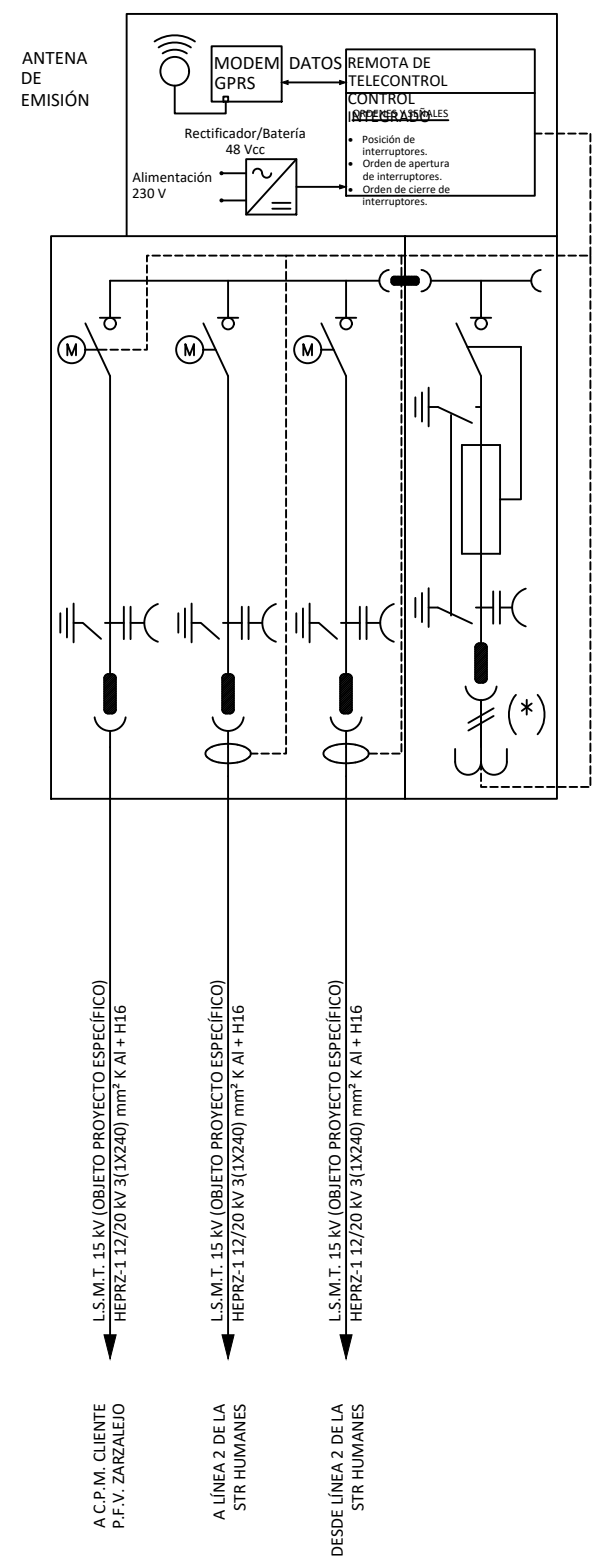 ANTENA
DE
EMISIÓN
MODEM
GPRS
DATOS
REMOTA DE
TELECONTROL
CONTROL
INTEGRADO
ORDENES Y SEÑALES
• Posición de
interruptores.
• Orden de apertura
de interruptores.
• Orden de cierre de
interruptores.
Rectificador/Batería
48 Vcc
Alimentación
230 V
M
M
M
(*)
L.S.M.T. 15 kV (OBJETO PROYECTO ESPECÍFICO)
HEPRZ-1 12/20 kV 3(1X240) mm² K Al + H16
L.S.M.T. 15 kV (OBJETO PROYECTO ESPECÍFICO)
HEPRZ-1 12/20 kV 3(1X240) mm² K Al + H16
L.S.M.T. 15 kV (OBJETO PROYECTO ESPECÍFICO)
HEPRZ-1 12/20 kV 3(1X240) mm² K Al + H16
A C.P.M. CLIENTE
P.F.V. ZARZALEJO
A LÍNEA 2 DE LA
STR HUMANES
DESDE LÍNEA 2 DE LA
STR HUMANES